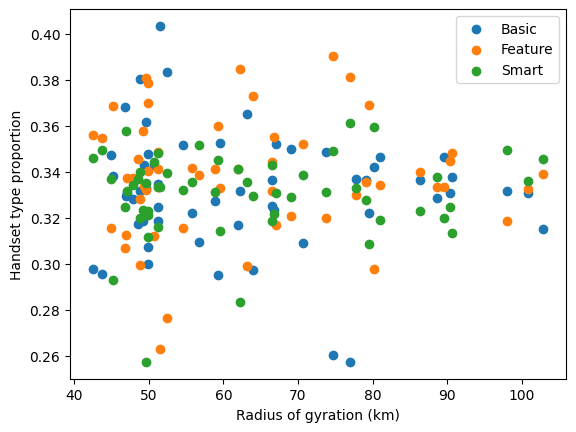 0.40
0.38
0.36
0.34
0.32
0.30
0.28
0.26
Handset type proportion
Basic
Feature
Smart
40 50 60 70 80 90 100
Radius of gyration (km)